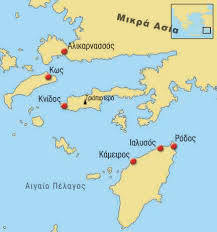 Μικρά Ασία
Αλικαρνασσός
Κως
Κνίδος
Τριόπιο
Ιαλυσός
Ρόδος
Κάμειρος
Αιγαίο Πέλαγος